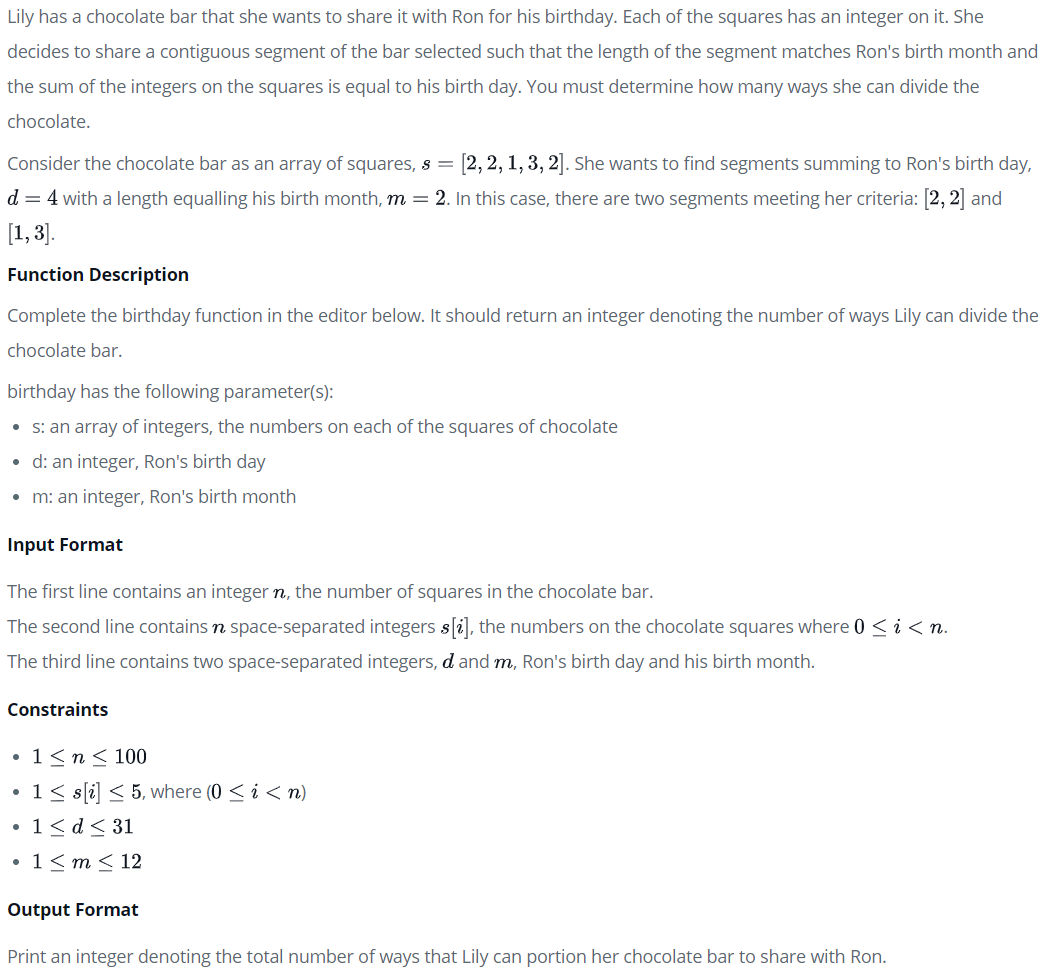 Lily has a chocolate bar that she wants to share it with Ron for his birthday. Each of the squares has an integer on it. She
decides to share a contiguous segment of the bar selected such that the length of the segment matches Ron's birth month and
the sum of the integers on the squares is equal to his birth day. You must determine how many ways she can divide the
chocolate.
Consider the chocolate bar as an array of squares, s = [2, 2, 1, 3, 2]. She wants to find segments summing to Ron's birth day,
d = 4 with a length equalling his birth month, m = 2. In this case, there are two segments meeting her criteria: [2, 2] and
[1, 3].
Function Description
Complete the birthday function in the editor below. It should return an integer denoting the number of ways Lily can divide the
chocolate bar.
birthday has the following parameter(s):
• s: an array of integers, the numbers on each of the squares of chocolate
• d: an integer, Ron's birth day
• m: an integer, Ron's birth month
Input Format
The first line contains an integer n, the number of squares in the chocolate bar.
The second line contains n space-separated integers s[i], the numbers on the chocolate squares where 0 ≤ i < n.
The third line contains two space-separated integers, d and m, Ron's birth day and his birth month.
Constraints
• 1 ≤ n ≤ 100
• 1 ≤ s[i] ≤ 5, where (0 ≤ i < n)
• 1 ≤ d ≤ 31
• 1 ≤ m ≤ 12
Output Format
Print an integer denoting the total number of ways that Lily can portion her chocolate bar to share with Ron.